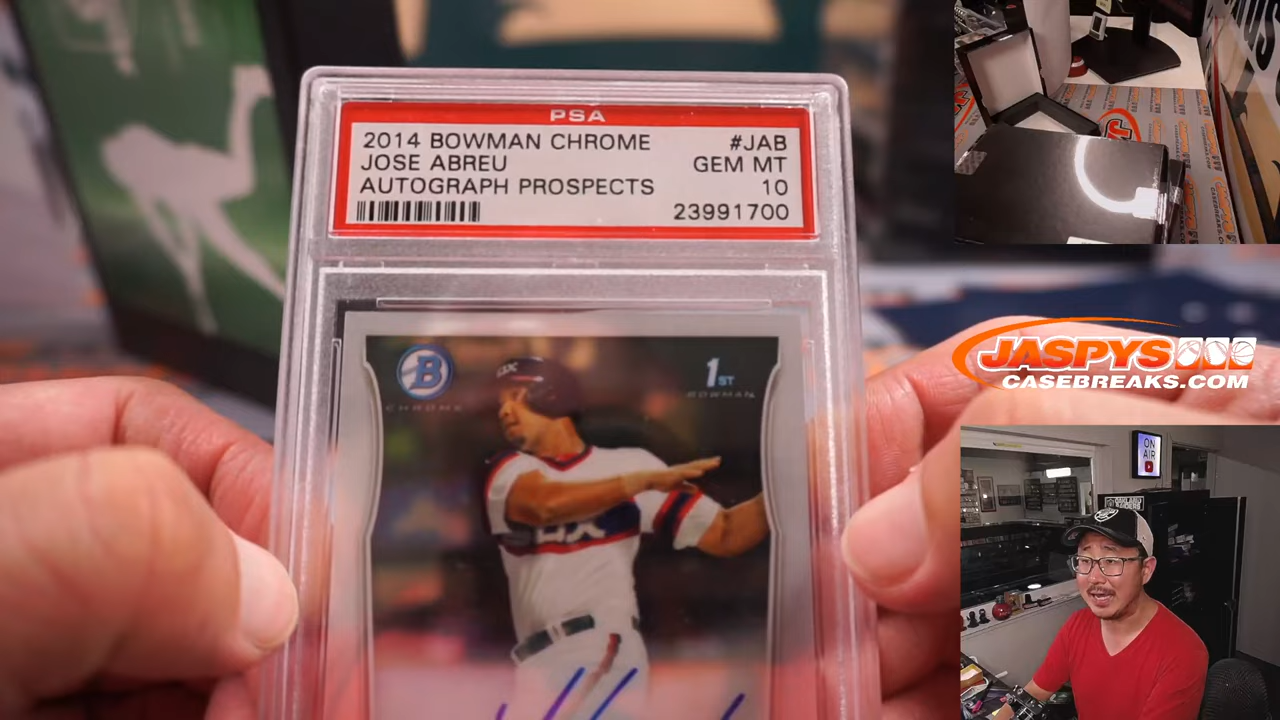 PSA
2014 BOWMAN CHROME #JAB
JOSE ABREU GEM MT
AUTOGRAPH PROSPECTS 10
23991700
B
CHROME
1ST
BOWMAN
SOX
JASPYS
CASEBREAKS.COM
ON
AIR